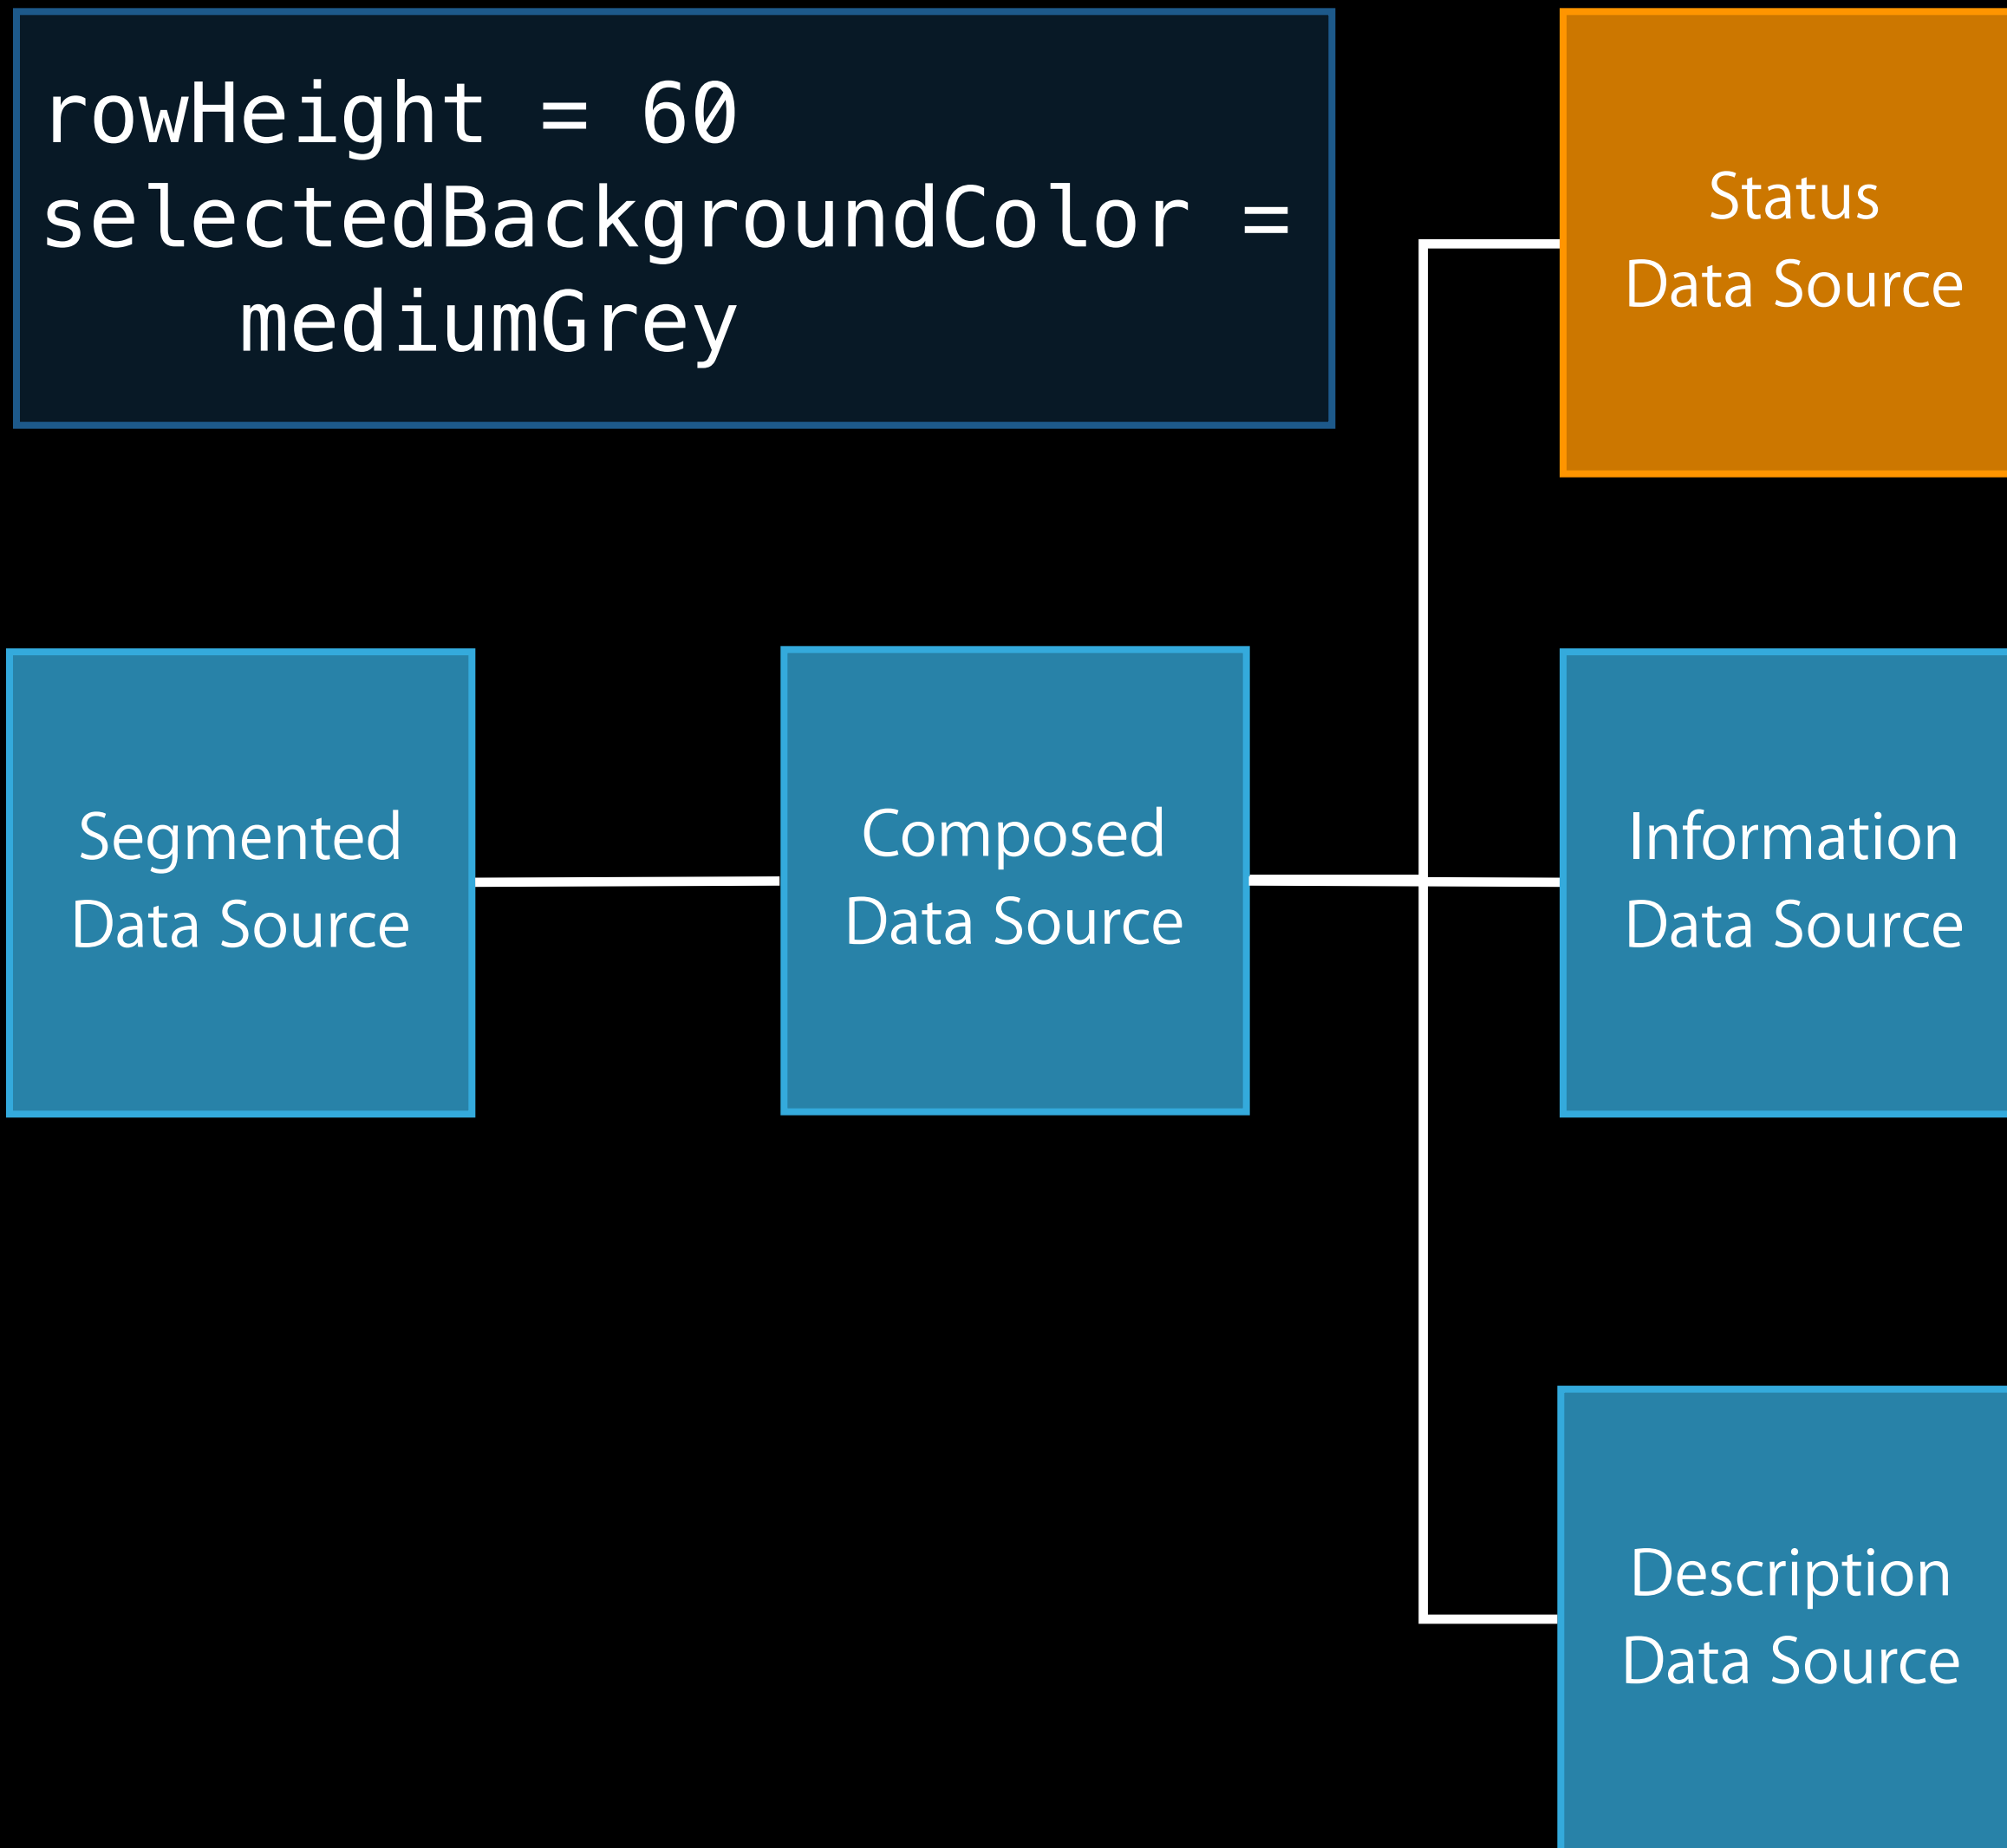 rowHeight = 60
selectedBackgroundColor =
mediumGrey
Status
Data Source
Segmented
Data Source
Composed
Data Source
Information
Data Source
Description
Data Source